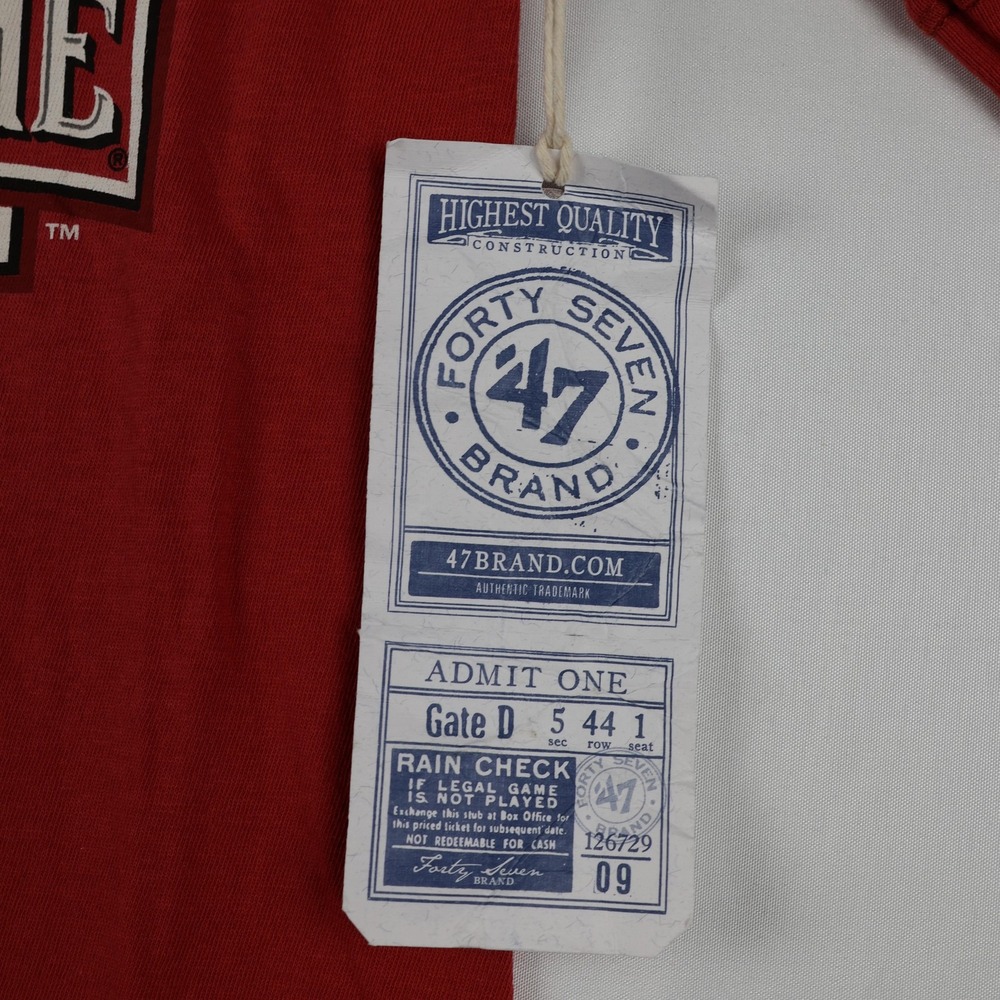 E
®
TM
HIGHEST QUALITY
CONSTRUCTION
FORTY SEVEN
'47
BRAND
47BRAND.COM
AUTHENTIC TRADEMARK
ADMIT ONE
Gate D 5 44 1
sec row seat
RAIN CHECK
IF LEGAL GAME
IS NOT PLAYED
Exchange this stub at Box Office for
this priced ticket for subsequent date.
NOT REDEEMABLE FOR CASH
Forty Seven
BRAND
FORTY SEVEN
'47
BRAND
126729
09